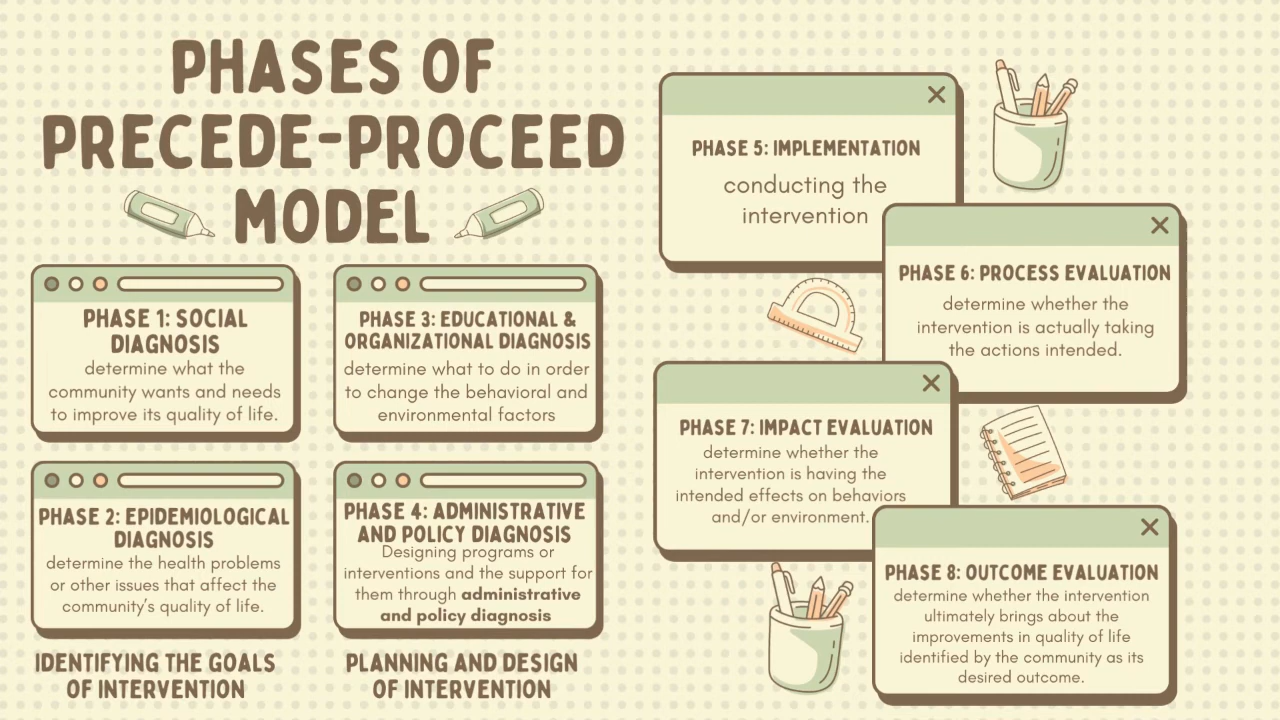 PHASES OF
PRECEDE-PROCEED
MODEL
PHASE 1: SOCIAL
DIAGNOSIS
determine what the
community wants and needs
to improve its quality of life.
PHASE 2: EPIDEMIOLOGICAL
DIAGNOSIS
determine the health problems
or other issues that affect the
community's quality of life.
IDENTIFYING THE GOALS
OF INTERVENTION
PHASE 3: EDUCATIONAL &
ORGANIZATIONAL DIAGNOSIS
determine what to do in order
to change the behavioral and
environmental factors
PHASE 4: ADMINISTRATIVE
AND POLICY DIAGNOSIS
Designing programs or
interventions and the support for
them through administrative
and policy diagnosis
PLANNING AND DESIGN
OF INTERVENTION
PHASE 5: IMPLEMENTATION
conducting the
intervention
PHASE 6: PROCESS EVALUATION
determine whether the
intervention is actually taking
the actions intended.
PHASE 7: IMPACT EVALUATION
determine whether the
intervention is having the
intended effects on behaviors
and/or environment.
PHASE 8: OUTCOME EVALUATION
determine whether the intervention
ultimately brings about the
improvements in quality of life
identified by the community as its
desired outcome.